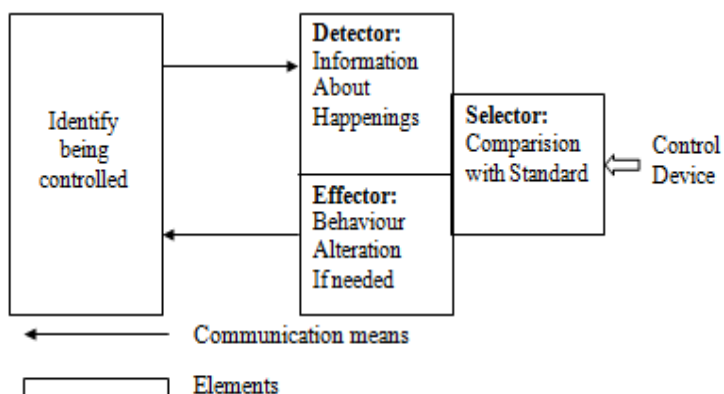 Identify
being
controlled
Detector:
Information
About
Happenings
Effector:
Behaviour
Alteration
If needed
Selector:
Comparision
with Standard
Control
Device
Communication means
Elements